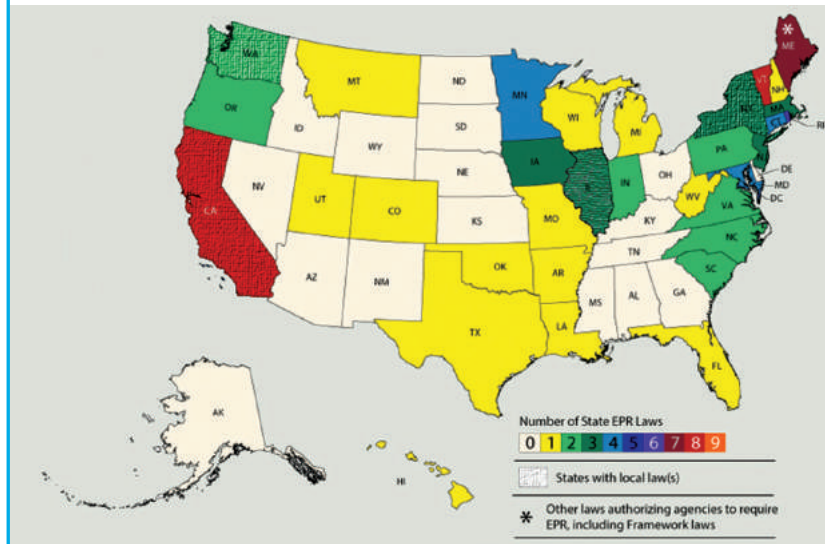 WA
MT
ND
MN
ME
*
VT
NH
OR
ID
SD
WI
MI
MA
CT
RI
WY
IA
PA
NJ
NE
NV
UT
CO
IL
IN
OH
DE
MD
DC
WV
VA
CA
KS
MO
KY
NC
TN
AZ
NM
OK
AR
SC
MS
AL
GA
TX
LA
FL
AK
HI
Number of State EPR Laws
0 1 2 3 4 5 6 7 8 9
States with local law(s)
* Other laws authorizing agencies to require
EPR, including Framework laws